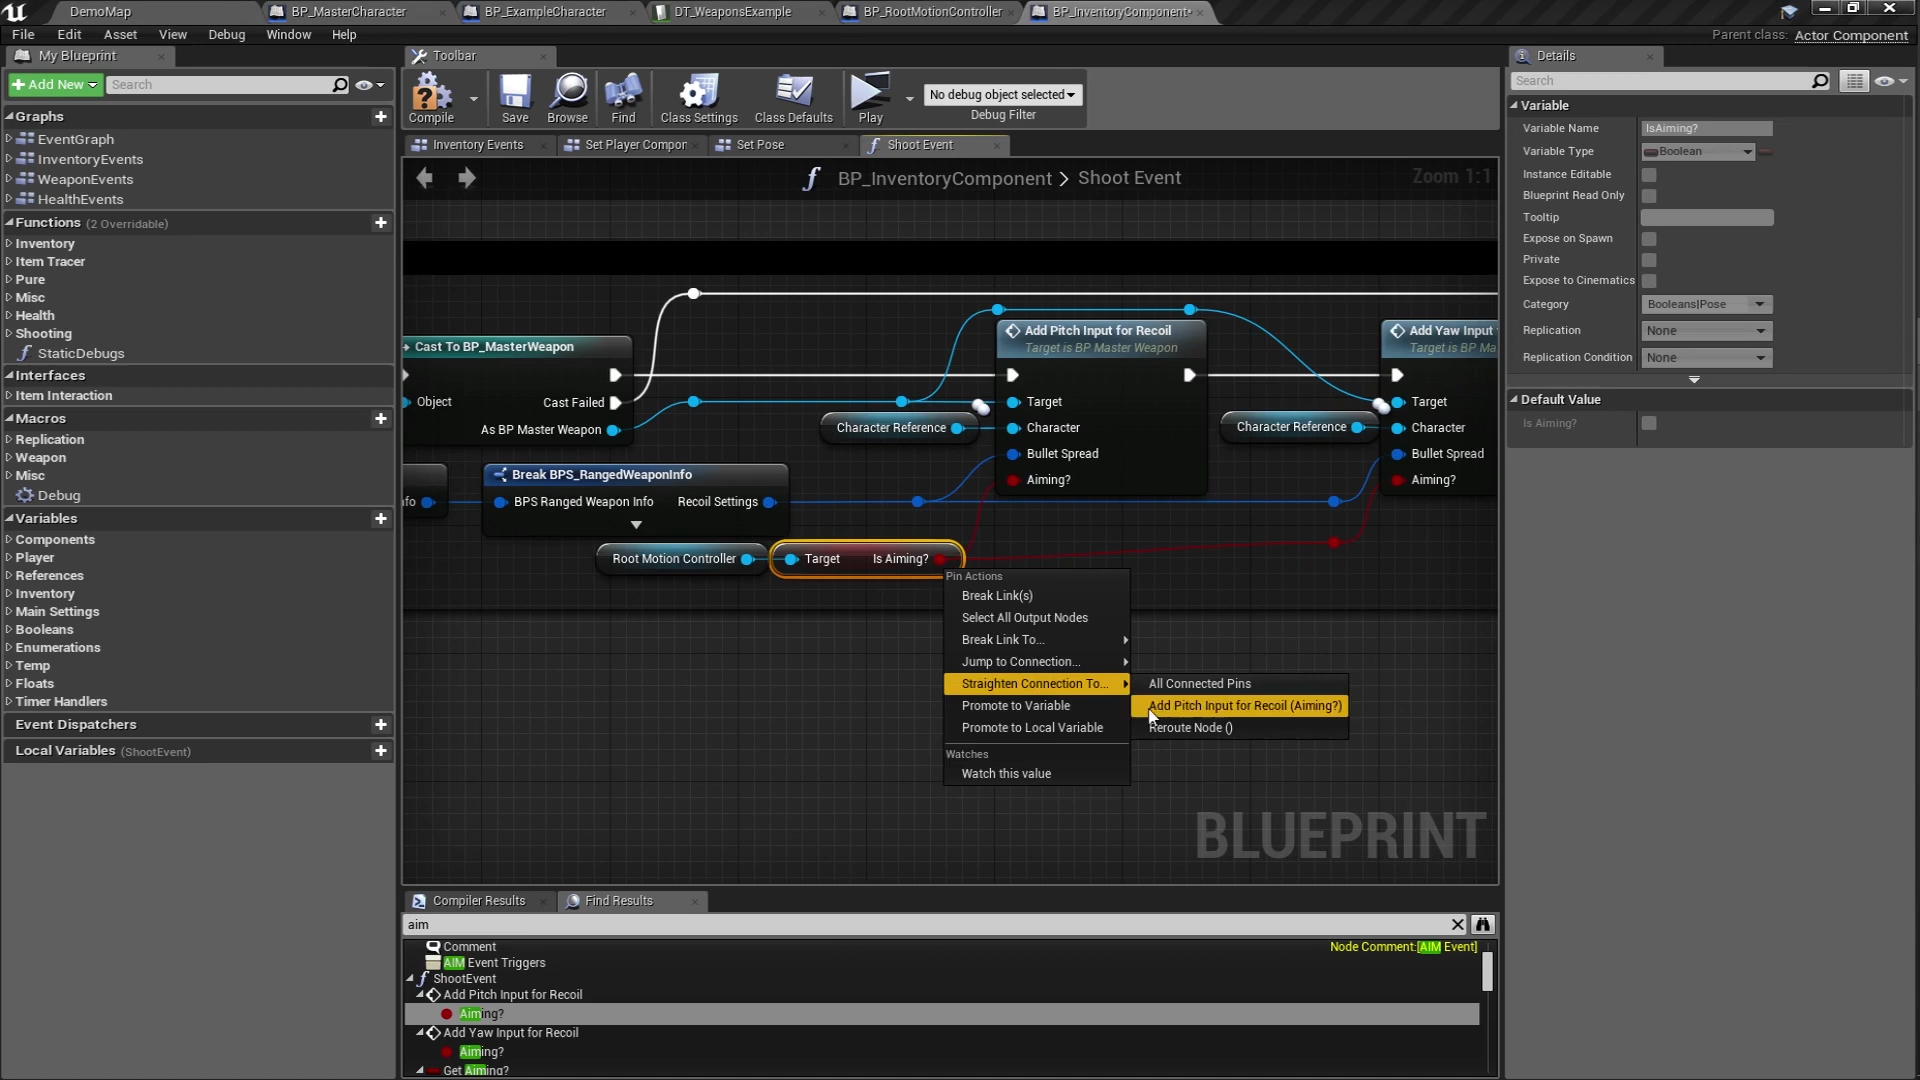 DemoMap
BP_MasterCharacter
BP_ExampleCharacter
DT_WeaponsExample
BP_RootMotionController
BP_InventoryComponent*
File Edit Asset View Debug Window Help
Parent class: Actor Component
My Blueprint
Toolbar
Details
+ Add New
Search
Compile
Save
Browse
Find
Class Settings
Class Defaults
Play
No debug object selected
Debug Filter
Search
Graphs
EventGraph
InventoryEvents
WeaponEvents
HealthEvents
Functions (2 Overridable)
Inventory
Item Tracer
Pure
Misc
Health
Shooting
StaticDebugs
Interfaces
Item Interaction
Macros
Replication
Weapon
Misc
Debug
Variables
Components
Player
References
Inventory
Main Settings
Booleans
Enumerations
Temp
Floats
Timer Handlers
Event Dispatchers
Local Variables (ShootEvent)
Inventory Events
Set Player Compon
Set Pose
Shoot Event
BP_InventoryComponent > Shoot Event
Zoom 1:1
Cast To BP_MasterWeapon
Object
Cast Failed
As BP Master Weapon
Add Pitch Input for Recoil
Target is BP Master Weapon
Target
Character
Bullet Spread
Aiming?
Character Reference
Add Yaw Input
Target is BP Ma
Target
Character
Bullet Spread
Aiming?
Character Reference
nfo
Break BPS_RangedWeaponInfo
BPS Ranged Weapon Info
Recoil Settings
Root Motion Controller
Target
Is Aiming?
Pin Actions
Break Link(s)
Select All Output Nodes
Break Link To...
Jump to Connection...
Straighten Connection To...
Promote to Variable
Promote to Local Variable
Watches
Watch this value
All Connected Pins
Add Pitch Input for Recoil (Aiming?)
Reroute Node ()
BLUEPRINT
Compiler Results
Find Results
aim
Comment
Node Comment:[AIM Event]
AIM Event Triggers
ShootEvent
Add Pitch Input for Recoil
Aiming?
Add Yaw Input for Recoil
Aiming?
Get Aiming?
Variable
Variable Name IsAiming?
Variable Type Boolean
Instance Editable
Blueprint Read Only
Tooltip
Expose on Spawn
Private
Expose to Cinematics
Category Booleans|Pose
Replication None
Replication Condition None
Default Value
Is Aiming?